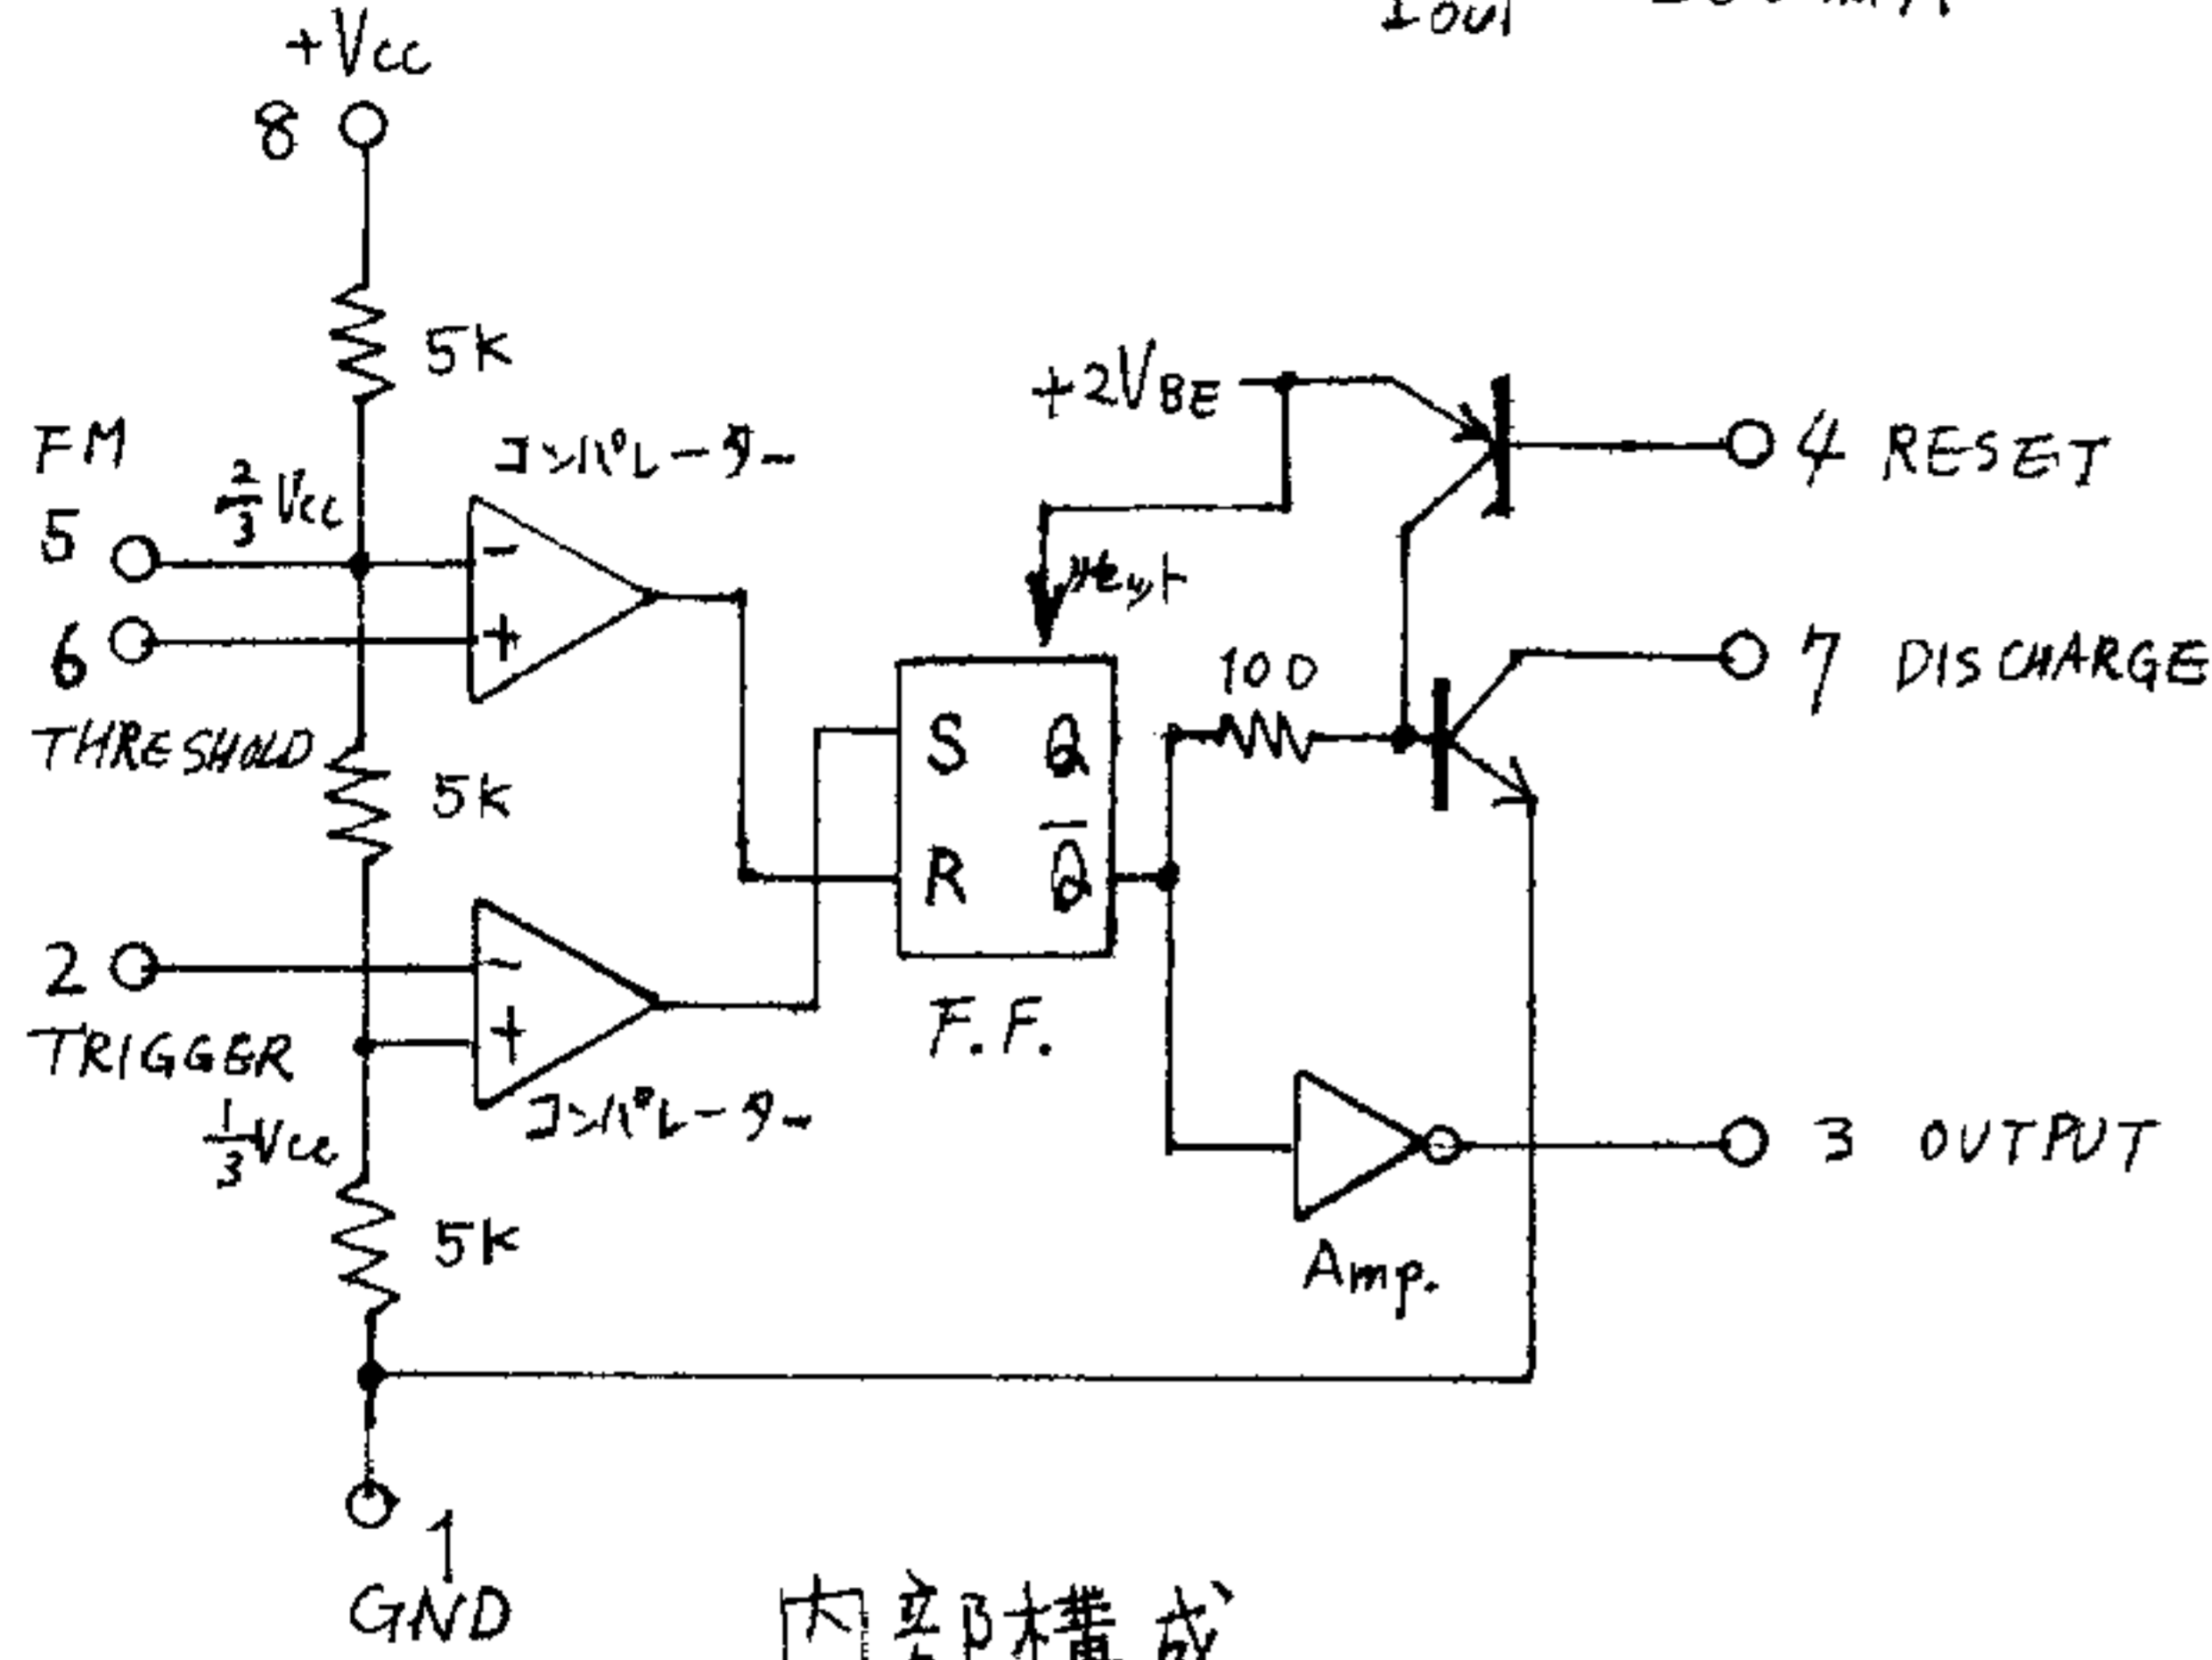 +Vcc
8
5K
FM
2/3 Vcc
コンパレーター
5
6
THRESHOLD
5K
2
TRIGGER
1/3 Vcc
コンパレーター
5K
1
GND
+2VBE
リセット
S Q
R Q̅
F.F.
100
Amp.
4 RESET
7 DISCHARGE
3 OUTPUT
内部構成
Iout